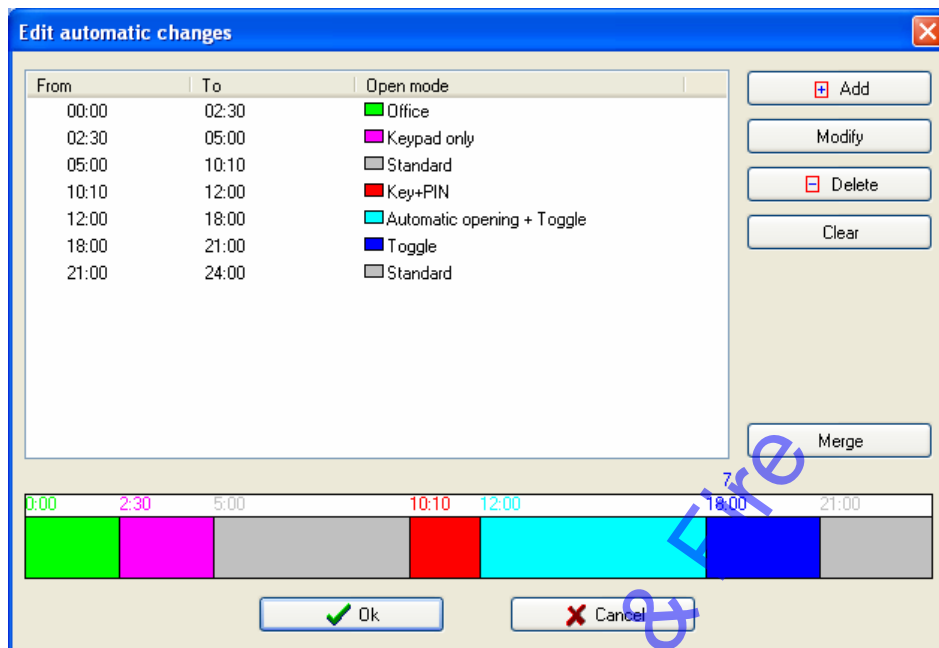 Edit automatic changes
From To Open mode
00:00 02:30 Office
02:30 05:00 Keypad only
05:00 10:10 Standard
10:10 12:00 Key+PIN
12:00 18:00 Automatic opening + Toggle
18:00 21:00 Toggle
21:00 24:00 Standard
Add
Modify
Delete
Clear
Merge
7
0:00 2:30 5:00 10:10 12:00 18:00 21:00
Ok Cancel
& Fire